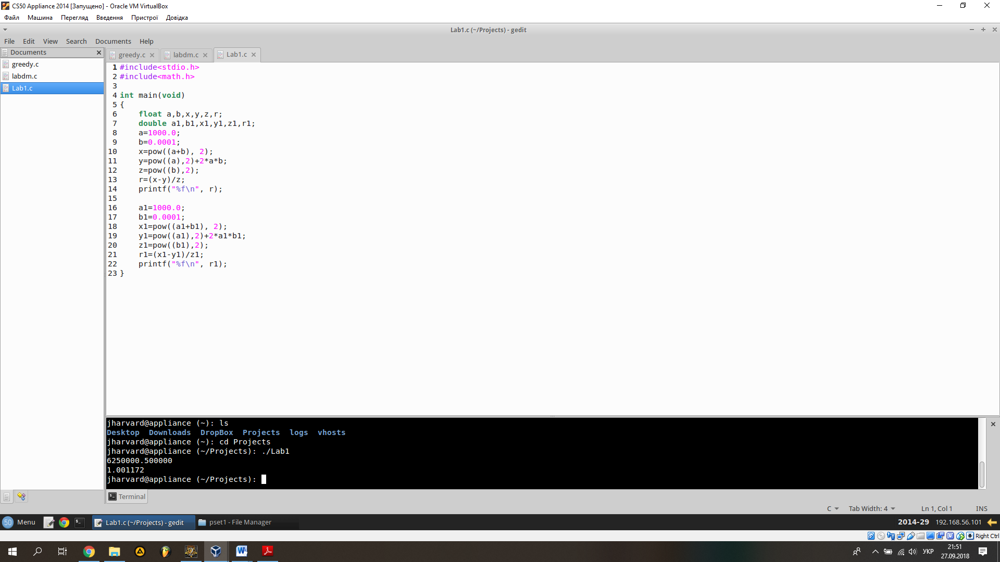 CS50 Appliance 2014 [Запущено] - Oracle VM VirtualBox
Файл Машина Перегляд Введення Пристрої Довідка
Lab1.c (~/Projects) - gedit
File Edit View Search Documents Help
Documents
greedy.c
labdm.c
Lab1.c
greedy.c labdm.c Lab1.c
1 #include<stdio.h>
2 #include<math.h>
3
4 int main(void)
5 {
6     float a,b,x,y,z,r;
7     double a1,b1,x1,y1,z1,r1;
8     a=1000.0;
9     b=0.0001;
10     x=pow((a+b), 2);
11     y=pow((a),2)+2*a*b;
12     z=pow((b),2);
13     r=(x-y)/z;
14     printf("%f\n", r);
15
16     a1=1000.0;
17     b1=0.0001;
18     x1=pow((a1+b1), 2);
19     y1=pow((a1),2)+2*a1*b1;
20     z1=pow((b1),2);
21     r1=(x1-y1)/z1;
22     printf("%f\n", r1);
23 }
jharvard@appliance (~): ls
Desktop  Downloads  DropBox  Projects  logs  vhosts
jharvard@appliance (~): cd Projects
jharvard@appliance (~/Projects): ./Lab1
6250000.500000
1.001172
jharvard@appliance (~/Projects):
Terminal
C Tab Width: 4 Ln 1, Col 1 INS
50 Menu Lab1.c (~/Projects) - gedit pset1 - File Manager 2014-29 192.168.56.101
Right Ctrl
УКР
21:51
27.09.2018